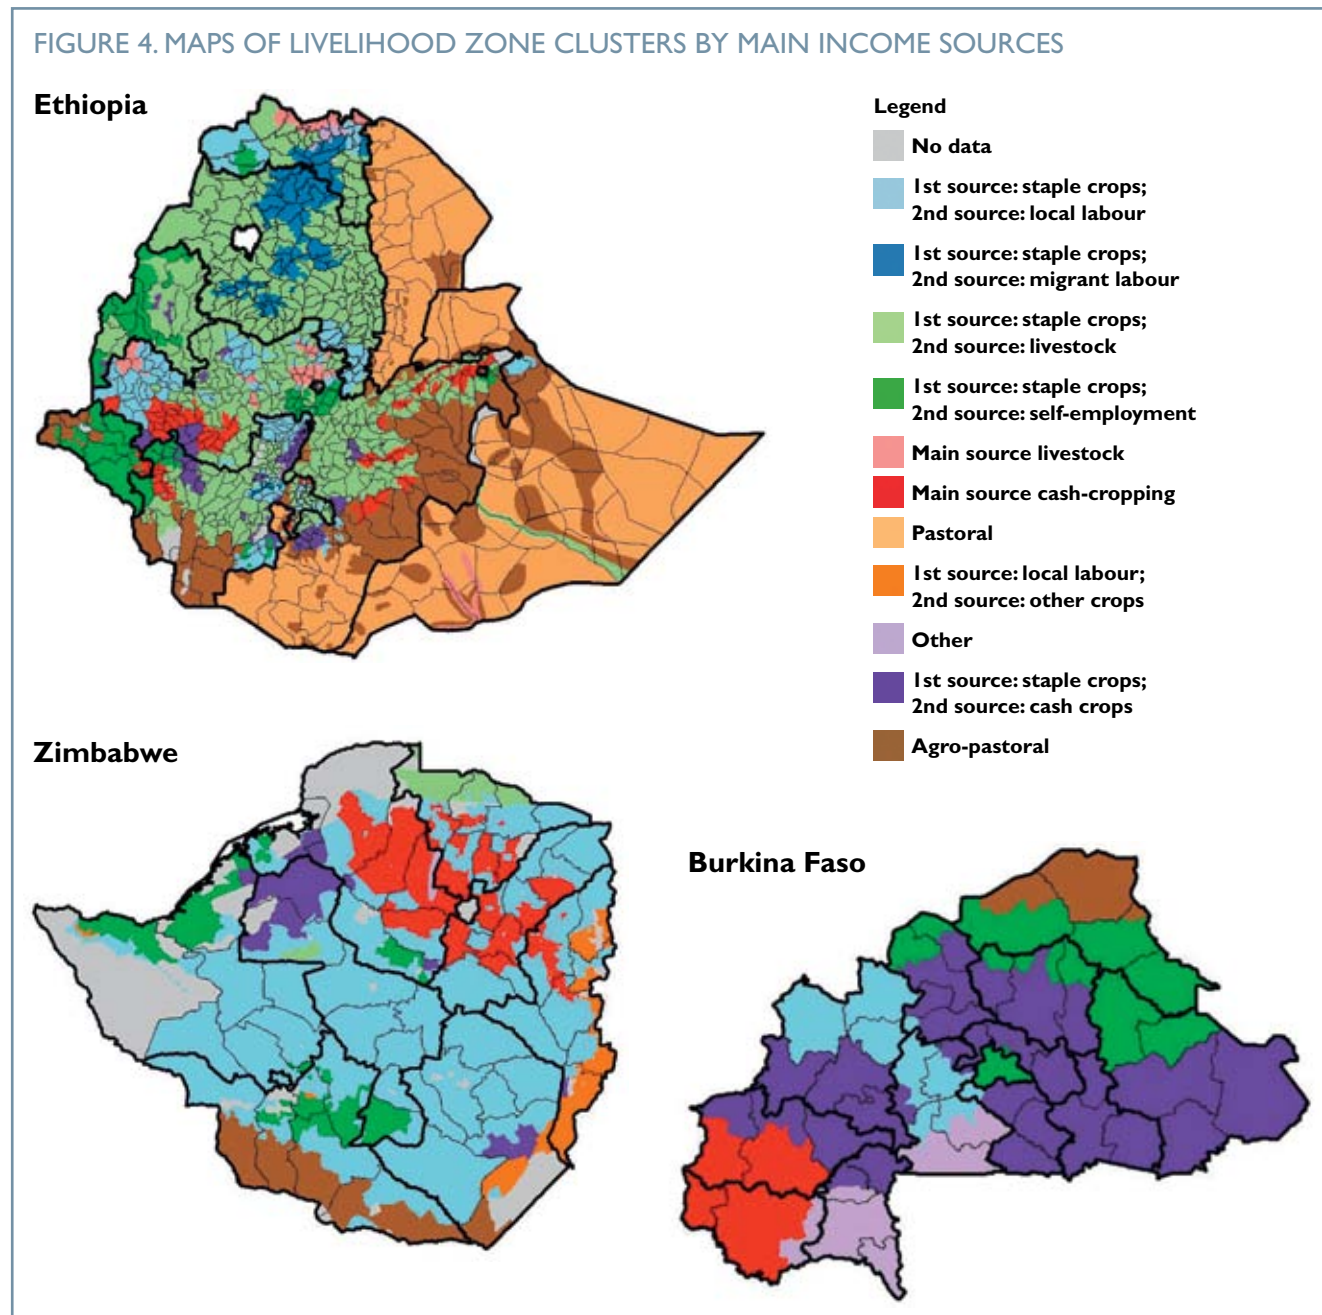 FIGURE 4. MAPS OF LIVELIHOOD ZONE CLUSTERS BY MAIN INCOME SOURCES
Ethiopia
Legend
No data
1st source: staple crops;
2nd source: local labour
1st source: staple crops;
2nd source: migrant labour
1st source: staple crops;
2nd source: livestock
1st source: staple crops;
2nd source: self-employment
Main source livestock
Main source cash-cropping
Pastoral
1st source: local labour;
2nd source: other crops
Other
1st source: staple crops;
2nd source: cash crops
Agro-pastoral
Zimbabwe
Burkina Faso